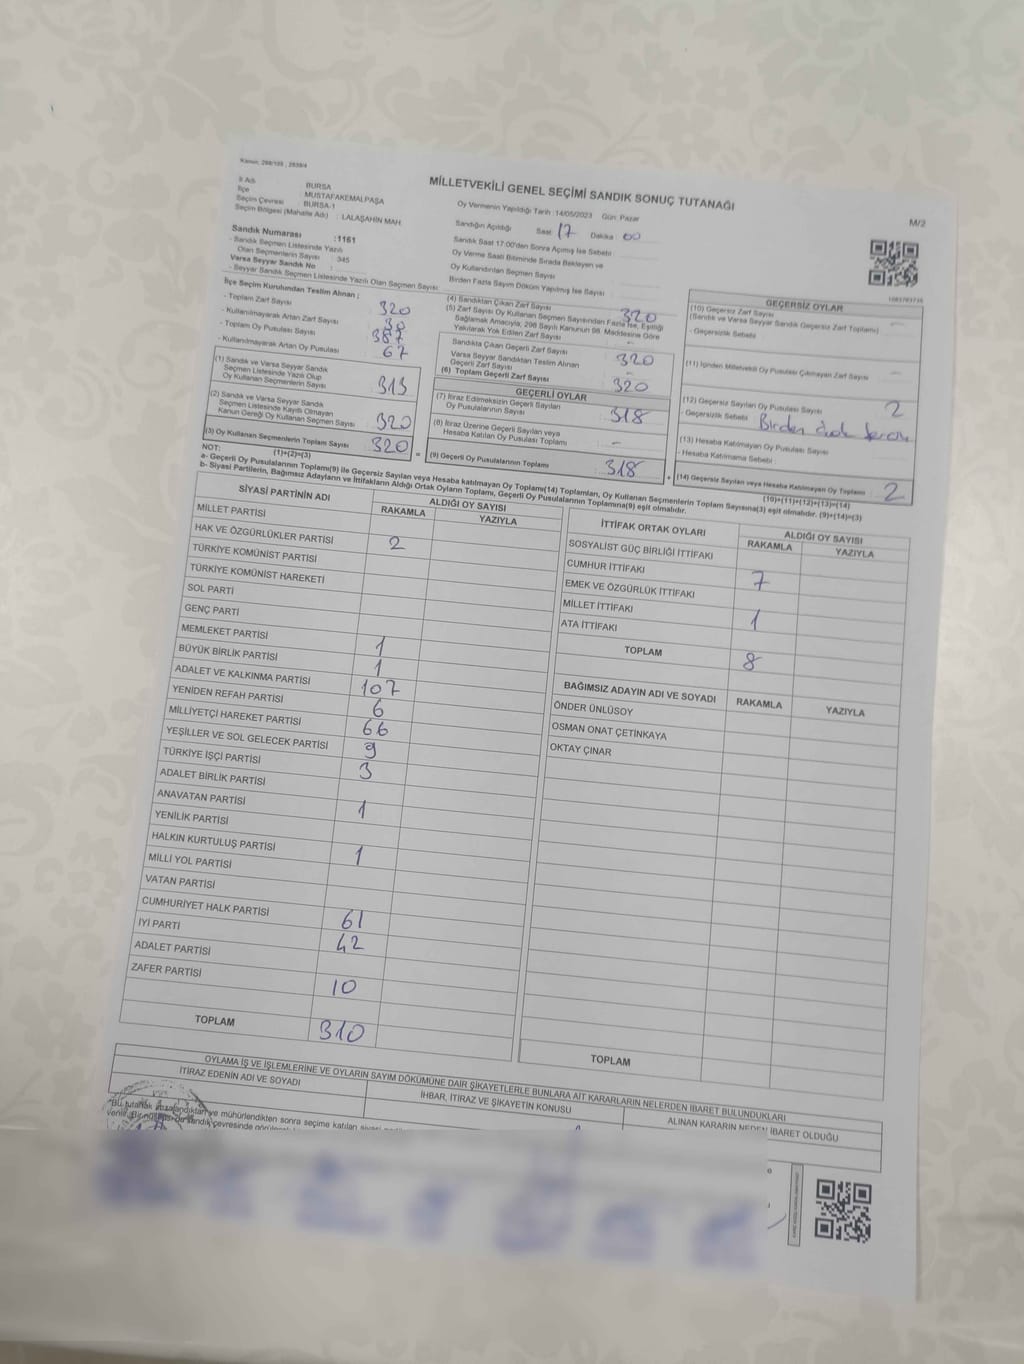 Kanun: 298/105 , 2839/4
MİLLETVEKİLİ GENEL SEÇİMİ SANDIK SONUÇ TUTANAĞI
M/2
İl Adı : BURSA
İlçe : MUSTAFAKEMALPAŞA
Seçim Çevresi : BURSA-1
Seçim Bölgesi (Mahalle Adı) : LALAŞAHİN MAH.
Sandık Numarası :1161
- Sandık Seçmen Listesinde Yazılı
Olan Seçmenlerin Sayısı : 345
Varsa Seyyar Sandık No :
- Seyyar Sandık Seçmen Listesinde Yazılı Olan Seçmen Sayısı :
Oy Vermenin Yapıldığı Tarih :14/05/2023 Gün: Pazar
Sandığın Açıldığı Saat 17 Dakika 00
Sandık Saat 17:00'den Sonra Açılmış İse Sebebi :
Oy Verme Saati Bitiminde Sırada Bekleyen ve
Oy Kullandırılan Seçmen Sayısı :
Birden Fazla Sayım Döküm Yapılmış İse Sayısı :
İlçe Seçim Kurulundan Teslim Alınan ;
- Toplam Zarf Sayısı 320
- Kullanılmayarak Artan Zarf Sayısı
- Toplam Oy Pusulası Sayısı 387
- Kullanılmayarak Artan Oy Pusulası 67
(1) Sandık ve Varsa Seyyar Sandık
Seçmen Listesinde Yazılı Olup
Oy Kullanan Seçmenlerin Sayısı 313
(2) Sandık ve Varsa Seyyar Sandık
Seçmen Listesinde Kayıtlı Olmayan
Kanun Gereği Oy Kullanan Seçmen Sayısı 320
(3) Oy Kullanan Seçmenlerin Toplam Sayısı 320
(1)+(2)=(3)
(4) Sandıktan Çıkan Zarf Sayısı 320
(5) Zarf Sayısı Oy Kullanan Seçmen Sayısından Fazla İse, Eşitliği
Sağlamak Amacıyla, 298 Sayılı Kanunun 98. Maddesine Göre
Yakılarak Yok Edilen Zarf Sayısı -
Sandıkta Çıkan Geçerli Zarf Sayısı 320
Varsa Seyyar Sandıktan Teslim Alınan
Geçerli Zarf Sayısı -
(6) Toplam Geçerli Zarf Sayısı 320
GEÇERLİ OYLAR
(7) İtiraz Edilmeksizin Geçerli Sayılan
Oy Pusulalarının Sayısı 318
(8) İtiraz Üzerine Geçerli Sayılan veya
Hesaba Katılan Oy Pusulası Toplamı -
(9) Geçerli Oy Pusulalarının Toplamı 318
GEÇERSİZ OYLAR
(10) Geçersiz Zarf Sayısı
(Sandık ve Varsa Seyyar Sandık Geçersiz Zarf Toplamı) -
- Geçersizlik Sebebi :
(11) İçinden Milletvekili Oy Pusulası Çıkmayan Zarf Sayısı -
(12) Geçersiz Sayılan Oy Pusulası Sayısı 2
- Geçersizlik Sebebi : Birden
(13) Hesaba Katılmayan Oy Pusulası Sayısı
- Hesaba Katılmama Sebebi :
(14) Geçersiz Sayılan veya Hesaba Katılmayan Oy Toplamı 2
(10)+(11)+(12)+(13)=(14)
NOT:
a- Geçerli Oy Pusulalarının Toplamı(9) ile Geçersiz Sayılan veya Hesaba katılmayan Oy Toplamı(14) Toplamları, Oy Kullanan Seçmenlerin Toplam Sayısına(3) eşit olmalıdır. (9)+(14)=(3)
b- Siyasi Partilerin, Bağımsız Adayların ve İttifakların Aldığı Ortak Oyların Toplamı, Geçerli Oy Pusulalarının Toplamına(9) eşit olmalıdır.
SİYASİ PARTİNİN ADI
ALDIĞI OY SAYISI
RAKAMLA YAZIYLA
MİLLET PARTİSİ
HAK VE ÖZGÜRLÜKLER PARTİSİ 2
TÜRKİYE KOMÜNİST PARTİSİ
TÜRKİYE KOMÜNİST HAREKETİ
SOL PARTİ
GENÇ PARTİ
MEMLEKET PARTİSİ 1
BÜYÜK BİRLİK PARTİSİ 1
ADALET VE KALKINMA PARTİSİ 107
YENİDEN REFAH PARTİSİ 6
MİLLİYETÇİ HAREKET PARTİSİ 66
YEŞİLLER VE SOL GELECEK PARTİSİ 9
TÜRKİYE İŞÇİ PARTİSİ 3
ADALET BİRLİK PARTİSİ
ANAVATAN PARTİSİ 1
YENİLİK PARTİSİ
HALKIN KURTULUŞ PARTİSİ 1
MİLLİ YOL PARTİSİ
VATAN PARTİSİ
CUMHURİYET HALK PARTİSİ 61
İYİ PARTİ 42
ADALET PARTİSİ
ZAFER PARTİSİ 10
TOPLAM 310
İTTİFAK ORTAK OYLARI
ALDIĞI OY SAYISI
RAKAMLA YAZIYLA
SOSYALİST GÜÇ BİRLİĞİ İTTİFAKI
CUMHUR İTTİFAKI 7
EMEK VE ÖZGÜRLÜK İTTİFAKI
MİLLET İTTİFAKI 1
ATA İTTİFAKI
TOPLAM 8
BAĞIMSIZ ADAYIN ADI VE SOYADI RAKAMLA YAZIYLA
ÖNDER ÜNLÜSOY
OSMAN ONAT ÇETİNKAYA
OKTAY ÇINAR
TOPLAM
OYLAMA İŞ VE İŞLEMLERİNE VE OYLARIN SAYIM DÖKÜMÜNE DAİR ŞİKAYETLERLE BUNLARA AİT KARARLARIN NELERDEN İBARET BULUNDUKLARI
İTİRAZ EDENİN ADI VE SOYADI
İHBAR, İTİRAZ VE ŞİKAYETİN KONUSU
ALINAN KARARIN NEDEN İBARET OLDUĞU
"Bu tutanak imzalandıktan ve mühürlendikten sonra seçime katılan siyasi